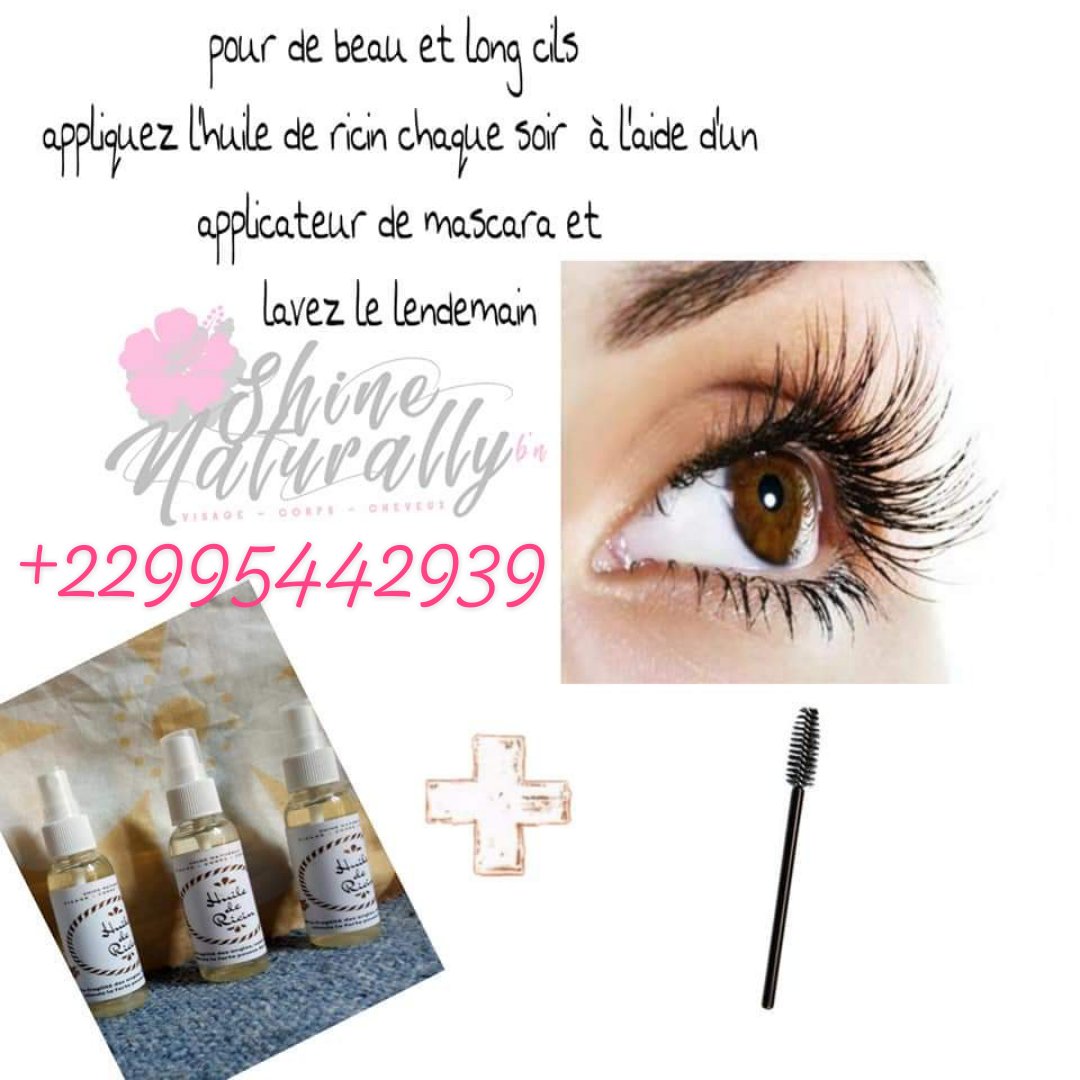 pour de beau et long cils
appliquez l'huile de ricin chaque soir à l'aide d'un
applicateur de mascara et
lavez le lendemain
Shine
Naturally b'n
VISAGE - CORPS - CHEVEUX
+22995442939
Huile
de
Ricin
Huile
de
Ricin
Huile
de
Ricin